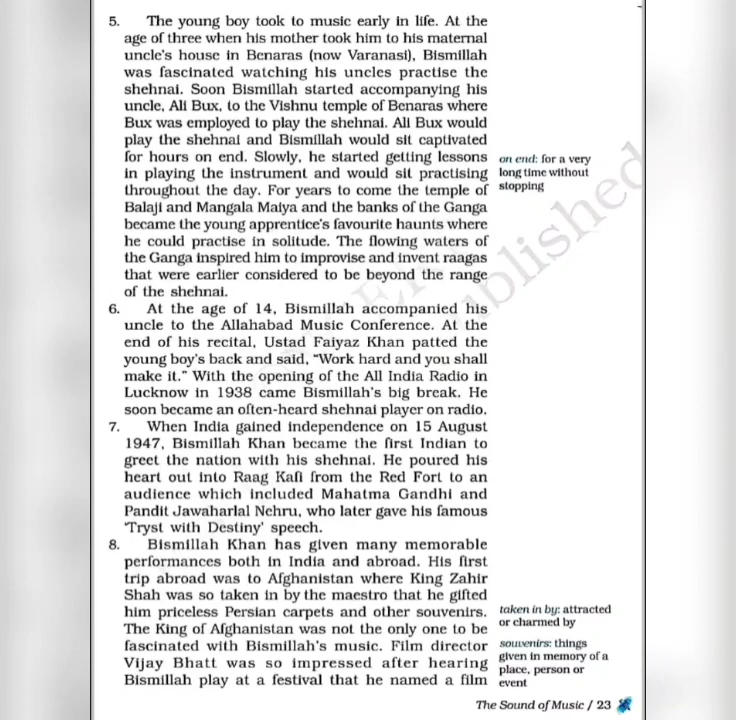 5. The young boy took to music early in life. At the
age of three when his mother took him to his maternal
uncle's house in Benaras (now Varanasi), Bismillah
was fascinated watching his uncles practise the
shehnai. Soon Bismillah started accompanying his
uncle, Ali Bux, to the Vishnu temple of Benaras where
Bux was employed to play the shehnai. Ali Bux would
play the shehnai and Bismillah would sit captivated
for hours on end. Slowly, he started getting lessons
in playing the instrument and would sit practising
throughout the day. For years to come the temple of
Balaji and Mangala Maiya and the banks of the Ganga
became the young apprentice's favourite haunts where
he could practise in solitude. The flowing waters of
the Ganga inspired him to improvise and invent raagas
that were earlier considered to be beyond the range
of the shehnai.
on end: for a very
long time without
stopping
6. At the age of 14, Bismillah accompanied his
uncle to the Allahabad Music Conference. At the
end of his recital, Ustad Faiyaz Khan patted the
young boy's back and said, “Work hard and you shall
make it.” With the opening of the All India Radio in
Lucknow in 1938 came Bismillah's big break. He
soon became an often-heard shehnai player on radio.
7. When India gained independence on 15 August
1947, Bismillah Khan became the first Indian to
greet the nation with his shehnai. He poured his
heart out into Raag Kafi from the Red Fort to an
audience which included Mahatma Gandhi and
Pandit Jawaharlal Nehru, who later gave his famous
‘Tryst with Destiny’ speech.
8. Bismillah Khan has given many memorable
performances both in India and abroad. His first
trip abroad was to Afghanistan where King Zahir
Shah was so taken in by the maestro that he gifted
him priceless Persian carpets and other souvenirs.
The King of Afghanistan was not the only one to be
fascinated with Bismillah's music. Film director
Vijay Bhatt was so impressed after hearing
Bismillah play at a festival that he named a film
taken in by: attracted
or charmed by
souvenirs: things
given in memory of a
place, person or
event
The Sound of Music / 23